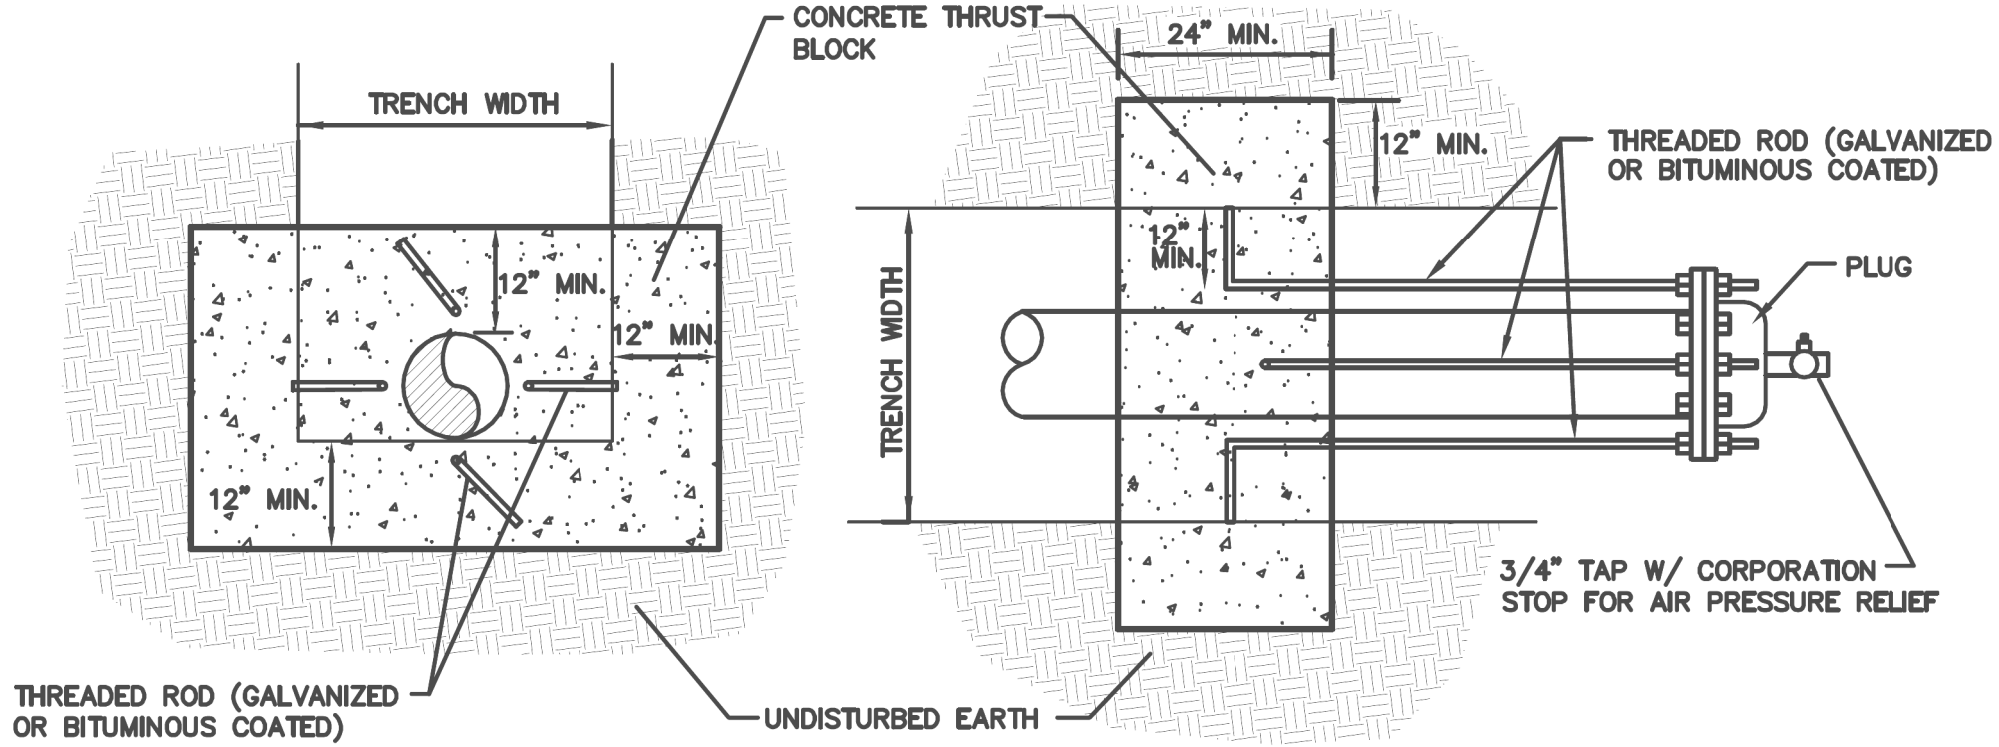 CONCRETE THRUST
BLOCK
24" MIN.
TRENCH WIDTH
12" MIN.
THREADED ROD (GALVANIZED
OR BITUMINOUS COATED)
12"
MIN.
PLUG
12" MIN.
12" MIN.
TRENCH WIDTH
12" MIN.
3/4" TAP W/ CORPORATION
STOP FOR AIR PRESSURE RELIEF
THREADED ROD (GALVANIZED
OR BITUMINOUS COATED)
UNDISTURBED EARTH